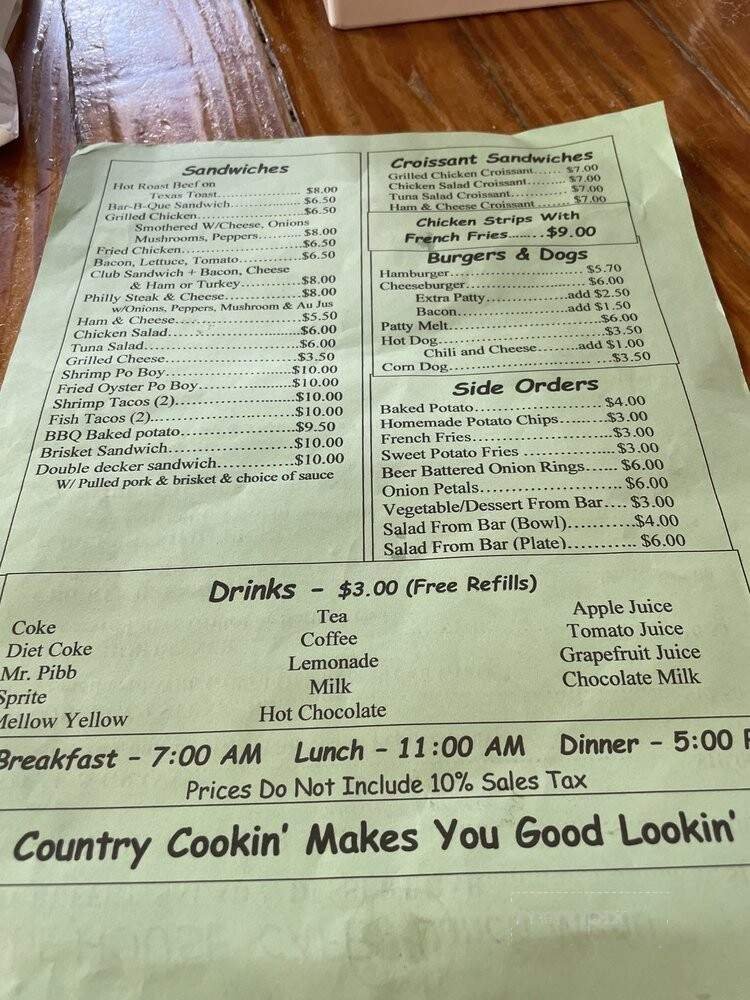 Sandwiches
Hot Roast Beef on
Texas Toast.......................... $8.00
Bar-B-Que Sandwich.................. $6.50
Grilled Chicken.......................... $6.50
Smothered W/Cheese, Onions
Mushrooms, Peppers........... $8.00
Fried Chicken............................. $6.50
Bacon, Lettuce, Tomato............... $6.50
Club Sandwich + Bacon, Cheese
& Ham or Turkey................. $8.00
Philly Steak & Cheese.................. $8.00
w/Onions, Peppers, Mushroom & Au Jus
Ham & Cheese........................... $5.50
Chicken Salad............................ $6.00
Tuna Salad................................ $6.00
Grilled Cheese........................... $3.50
Shrimp Po Boy........................... $10.00
Fried Oyster Po Boy.................... $10.00
Shrimp Tacos (2)........................ $10.00
Fish Tacos (2)............................ $10.00
BBQ Baked potato....................... $9.50
Brisket Sandwich........................ $10.00
Double decker sandwich............... $10.00
W/ Pulled pork & brisket & choice of sauce
Croissant Sandwiches
Grilled Chicken Croissant....... $7.00
Chicken Salad Croissant......... $7.00
Tuna Salad Croissant.............. $7.00
Ham & Cheese Croissant......... $7.00
Chicken Strips With
French Fries........ $9.00
Burgers & Dogs
Hamburger............................. $5.70
Cheeseburger.......................... $6.00
Extra Patty.................add $2.50
Bacon.......................add $1.50
Patty Melt............................... $6.00
Hot Dog................................. $3.50
Chili and Cheese.........add $1.00
Corn Dog................................ $3.50
Side Orders
Baked Potato........................ $4.00
Homemade Potato Chips........ $3.00
French Fries......................... $3.00
Sweet Potato Fries ............... $3.00
Beer Battered Onion Rings...... $6.00
Onion Petals......................... $6.00
Vegetable/Dessert From Bar.... $3.00
Salad From Bar (Bowl)........... $4.00
Salad From Bar (Plate)........... $6.00
Drinks - $3.00 (Free Refills)
Coke
Diet Coke
Mr. Pibb
Sprite
Mellow Yellow
Tea
Coffee
Lemonade
Milk
Hot Chocolate
Apple Juice
Tomato Juice
Grapefruit Juice
Chocolate Milk
Breakfast - 7:00 AM Lunch - 11:00 AM Dinner - 5:00 P
Prices Do Not Include 10% Sales Tax
Country Cookin' Makes You Good Lookin'